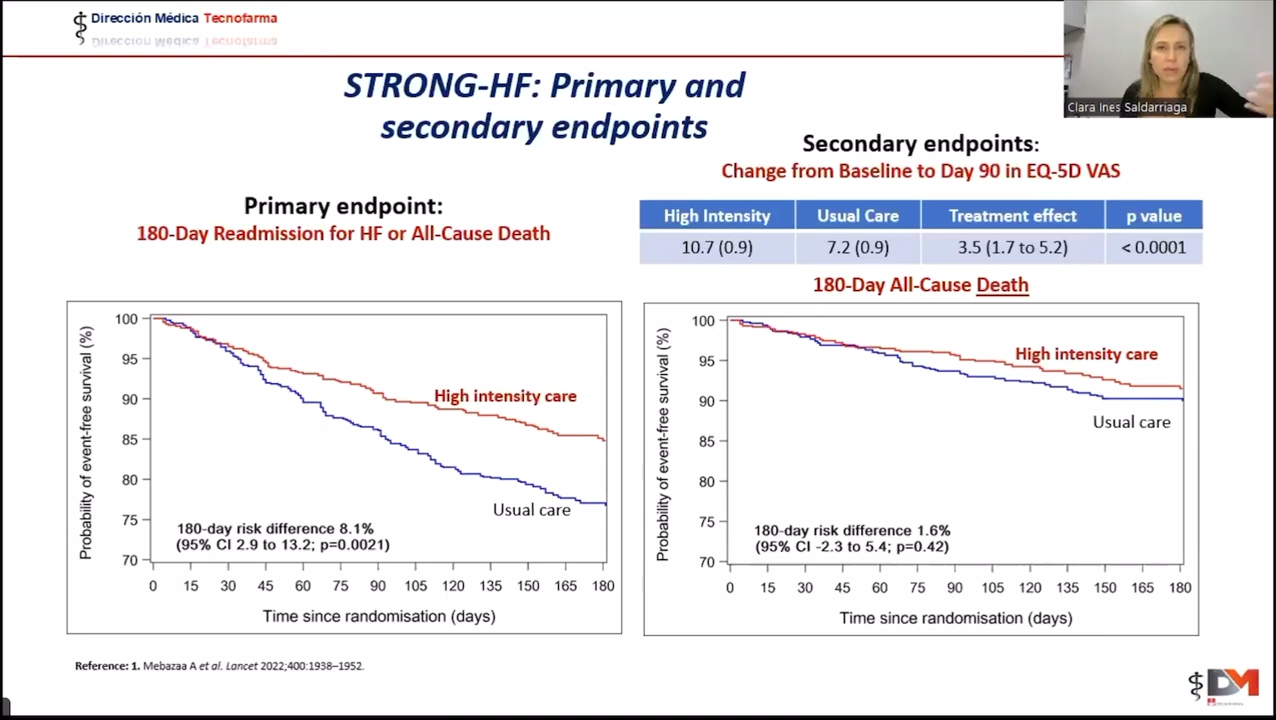 Dirección Médica Tecnofarma
Clara Ines Saldarriaga
STRONG-HF: Primary and
secondary endpoints
Primary endpoint:
180-Day Readmission for HF or All-Cause Death
Probability of event-free survival (%)
100
95
90
85
80
75
70
High intensity care
Usual care
180-day risk difference 8.1%
(95% CI 2.9 to 13.2; p=0.0021)
0 15 30 45 60 75 90 105 120 135 150 165 180
Time since randomisation (days)
Secondary endpoints:
Change from Baseline to Day 90 in EQ-5D VAS
High Intensity Usual Care Treatment effect p value
10.7 (0.9) 7.2 (0.9) 3.5 (1.7 to 5.2) < 0.0001
180-Day All-Cause Death
Probability of event-free survival (%)
100
95
90
85
80
75
70
High intensity care
Usual care
180-day risk difference 1.6%
(95% CI -2.3 to 5.4; p=0.42)
0 15 30 45 60 75 90 105 120 135 150 165 180
Time since randomisation (days)
Reference: 1. Mebazaa A et al. Lancet 2022;400:1938–1952.
DM